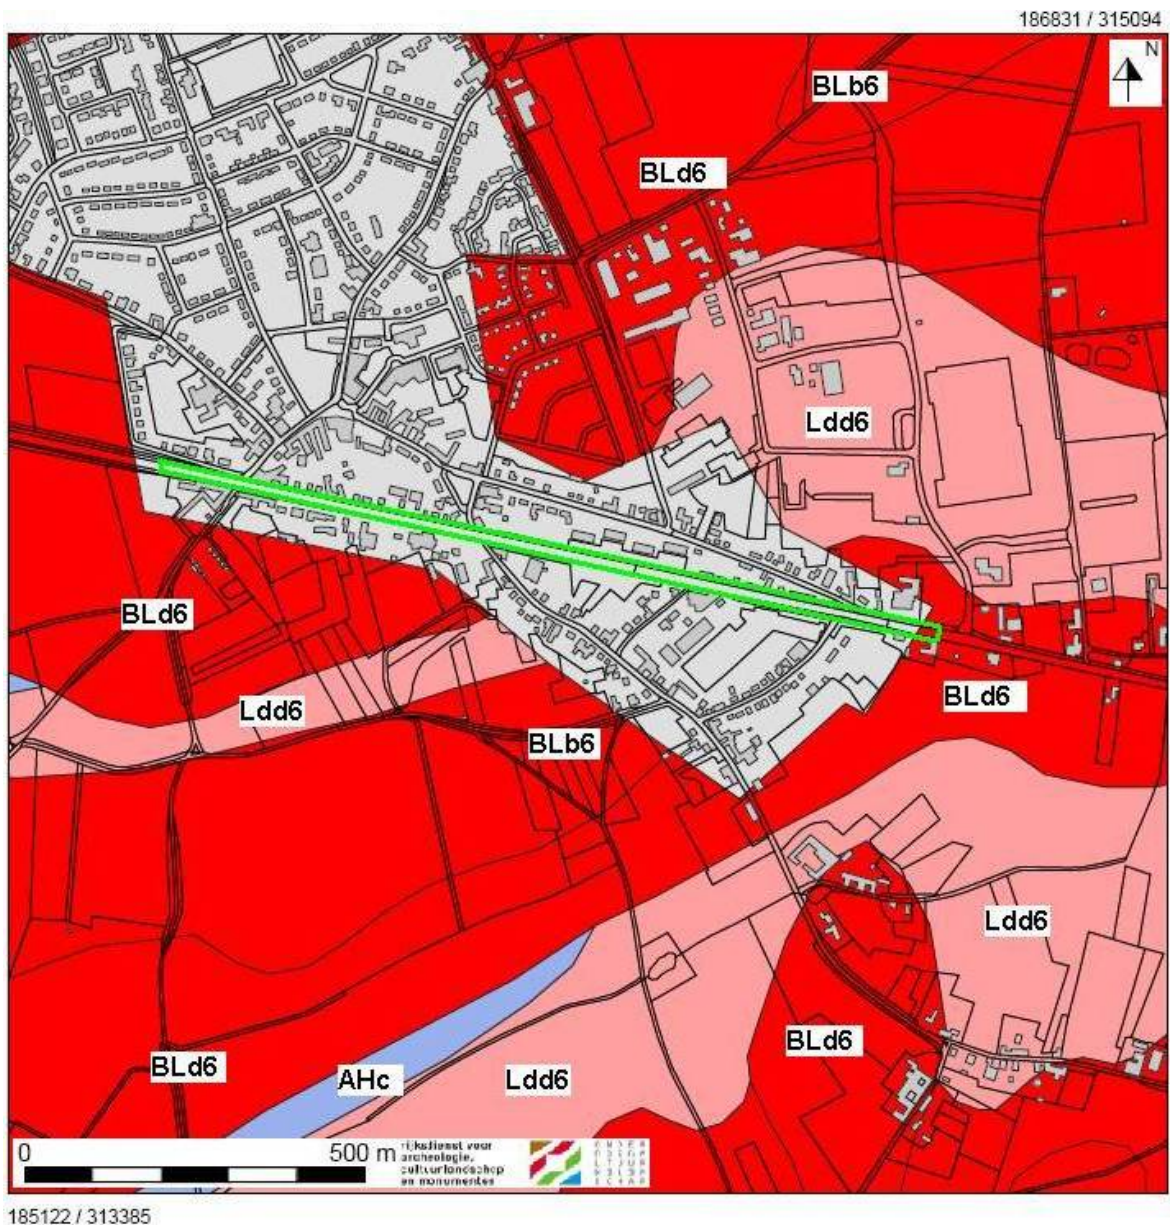 186831 / 315094
N
BLb6
BLd6
Ldd6
BLd6
BLd6
Ldd6
BLb6
Ldd6
BLd6
BLd6
AHc
Ldd6
0
500 m
rijksdienst voor
archeologie,
cultuurlandschap
en monumenten
185122 / 313385